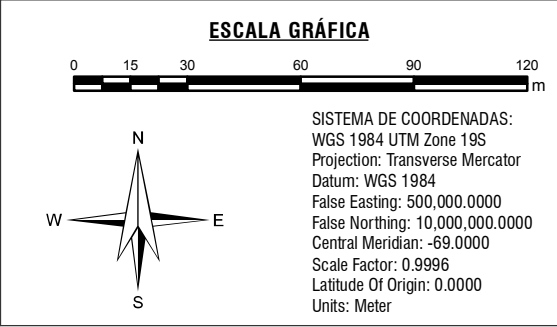 ESCALA GRÁFICA
0 15 30 60 90 120
m
SISTEMA DE COORDENADAS:
WGS 1984 UTM Zone 19S
Projection: Transverse Mercator
Datum: WGS 1984
False Easting: 500,000.0000
False Northing: 10,000,000.0000
Central Meridian: -69.0000
Scale Factor: 0.9996
Latitude Of Origin: 0.0000
Units: Meter
N
W E
S